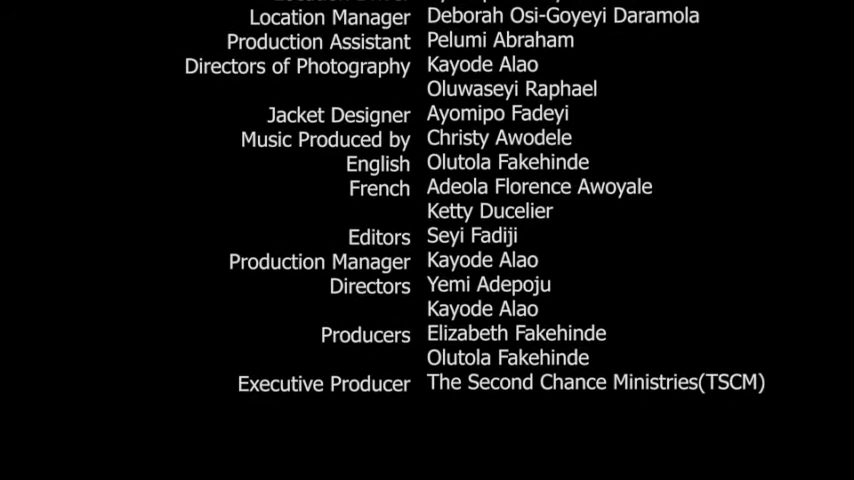 Location Manager Deborah Osi-Goyeyi Daramola
Production Assistant Pelumi Abraham
Directors of Photography Kayode Alao
Oluwaseyi Raphael
Jacket Designer Ayomipo Fadeyi
Music Produced by Christy Awodele
English Olutola Fakehinde
French Adeola Florence Awoyale
Ketty Ducelier
Editors Seyi Fadiji
Production Manager Kayode Alao
Directors Yemi Adepoju
Kayode Alao
Producers Elizabeth Fakehinde
Olutola Fakehinde
Executive Producer The Second Chance Ministries(TSCM)